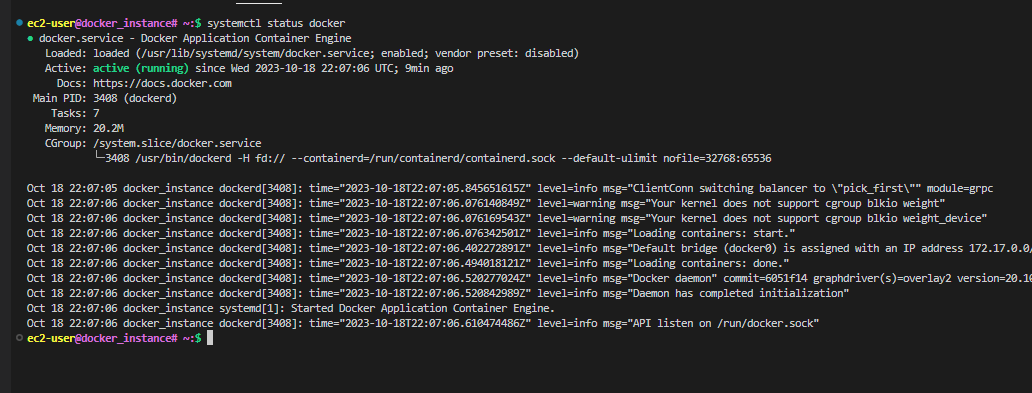 ec2-user@docker_instance# ~:$ systemctl status docker
● docker.service - Docker Application Container Engine
Loaded: loaded (/usr/lib/systemd/system/docker.service; enabled; vendor preset: disabled)
Active: active (running) since Wed 2023-10-18 22:07:06 UTC; 9min ago
Docs: https://docs.docker.com
Main PID: 3408 (dockerd)
Tasks: 7
Memory: 20.2M
CGroup: /system.slice/docker.service
└─3408 /usr/bin/dockerd -H fd:// --containerd=/run/containerd/containerd.sock --default-ulimit nofile=32768:65536
Oct 18 22:07:05 docker_instance dockerd[3408]: time="2023-10-18T22:07:05.845651615Z" level=info msg="ClientConn switching balancer to \"pick_first\"" module=grpc
Oct 18 22:07:06 docker_instance dockerd[3408]: time="2023-10-18T22:07:06.076140849Z" level=warning msg="Your kernel does not support cgroup blkio weight"
Oct 18 22:07:06 docker_instance dockerd[3408]: time="2023-10-18T22:07:06.076169543Z" level=warning msg="Your kernel does not support cgroup blkio weight_device"
Oct 18 22:07:06 docker_instance dockerd[3408]: time="2023-10-18T22:07:06.076342501Z" level=info msg="Loading containers: start."
Oct 18 22:07:06 docker_instance dockerd[3408]: time="2023-10-18T22:07:06.402272891Z" level=info msg="Default bridge (docker0) is assigned with an IP address 172.17.0.0/
Oct 18 22:07:06 docker_instance dockerd[3408]: time="2023-10-18T22:07:06.494018121Z" level=info msg="Loading containers: done."
Oct 18 22:07:06 docker_instance dockerd[3408]: time="2023-10-18T22:07:06.520277024Z" level=info msg="Docker daemon" commit=6051f14 graphdriver(s)=overlay2 version=20.10
Oct 18 22:07:06 docker_instance dockerd[3408]: time="2023-10-18T22:07:06.520842989Z" level=info msg="Daemon has completed initialization"
Oct 18 22:07:06 docker_instance systemd[1]: Started Docker Application Container Engine.
Oct 18 22:07:06 docker_instance dockerd[3408]: time="2023-10-18T22:07:06.610474486Z" level=info msg="API listen on /run/docker.sock"
ec2-user@docker_instance# ~:$